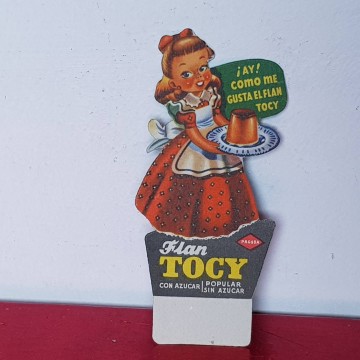 ¡AY!
COMO ME
GUSTA EL FLAN
TOCY
Flan
TOCY
CON AZUCAR | POPULAR
SIN AZUCAR